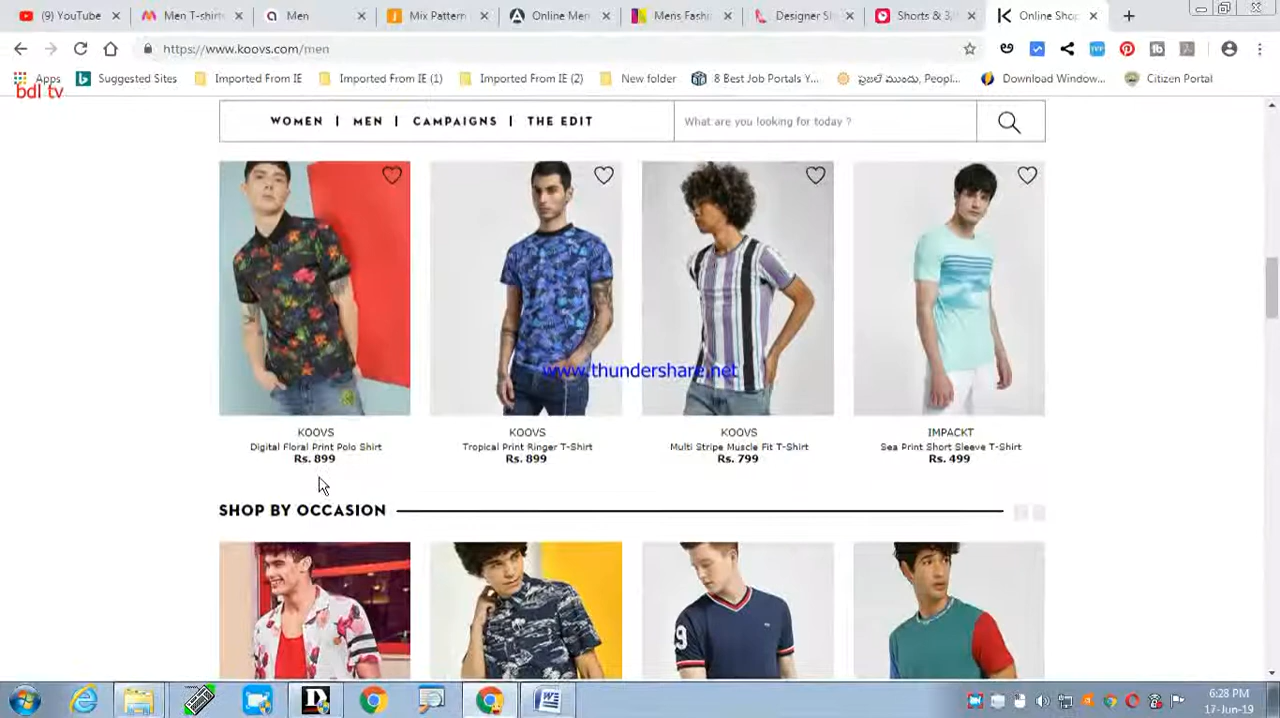 (9) YouTube
Men T-shirts
Men
Mix Pattern
Online Men
Mens Fashi
Designer S
Shorts & 3/
Online Shop
https://www.koovs.com/men
Apps
Suggested Sites
Imported From IE
Imported From IE (1)
Imported From IE (2)
New folder
8 Best Job Portals Y...
ప్రజలే ముందు, Peopl...
Download Window...
Citizen Portal
bdl tv
WOMEN | MEN | CAMPAIGNS | THE EDIT
What are you looking for today ?
www.thundershare.net
KOOVS
Digital Floral Print Polo Shirt
Rs. 899
KOOVS
Tropical Print Ringer T-Shirt
Rs. 899
KOOVS
Multi Stripe Muscle Fit T-Shirt
Rs. 799
IMPACKT
Sea Print Short Sleeve T-Shirt
Rs. 499
SHOP BY OCCASION
9
6:28 PM
17-Jun-19